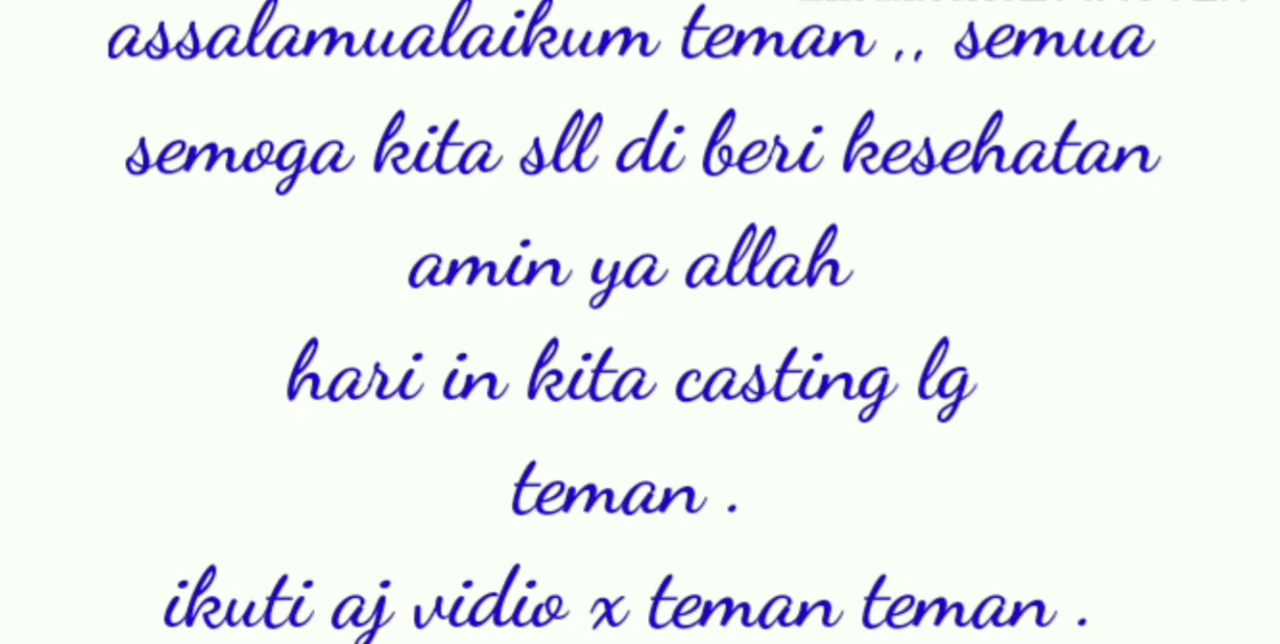 assalamualaikum teman ,, semua
semoga kita sll di beri kesehatan
amin ya allah
hari in kita casting lg
teman .
ikuti aj vidio x teman teman .